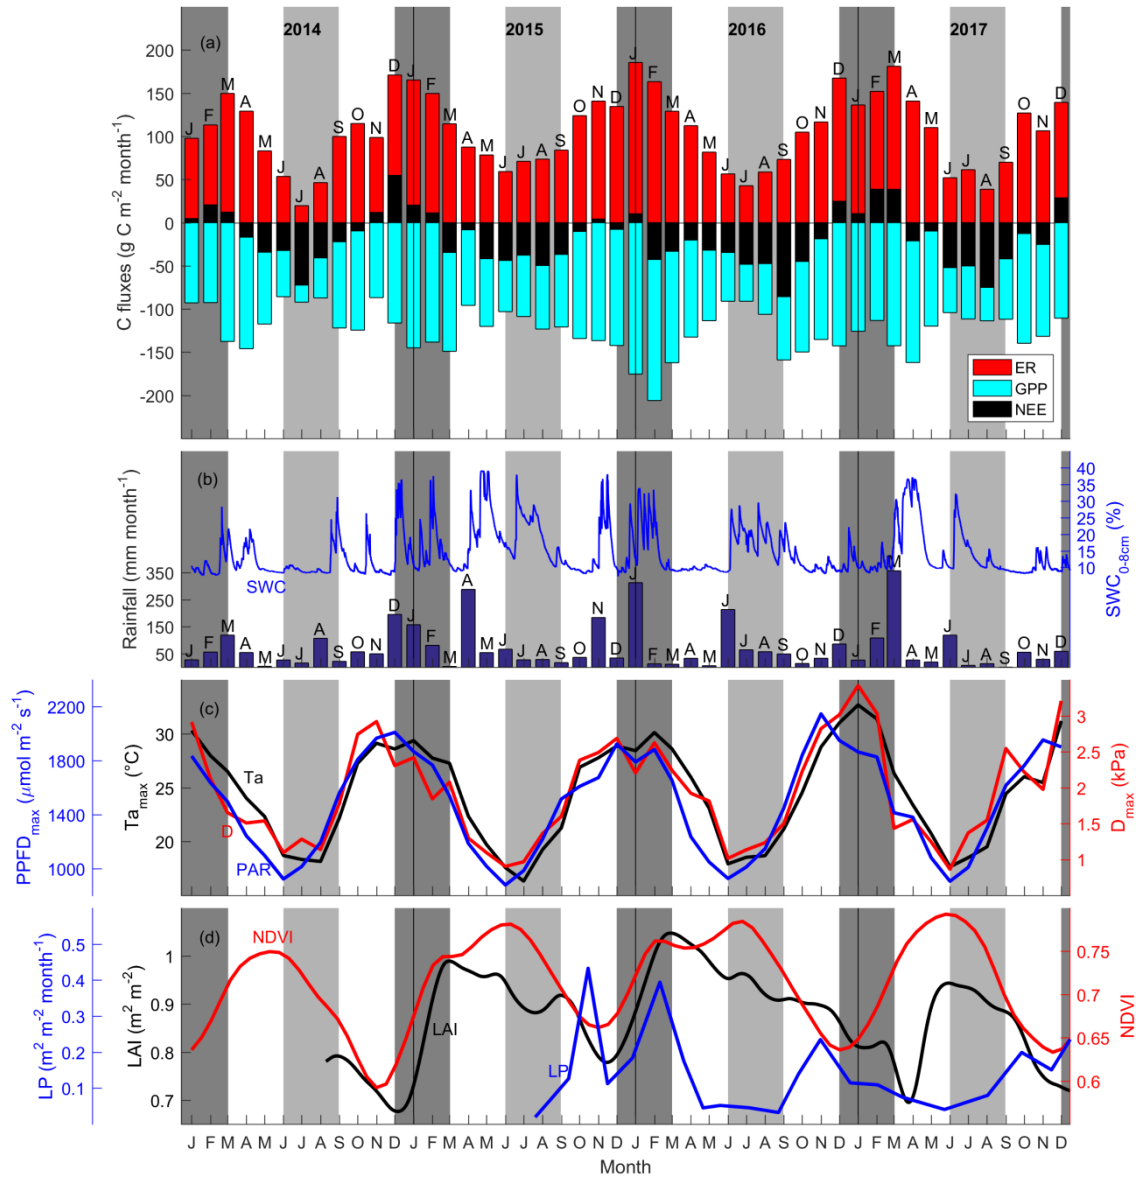 (a)
2014
2015
2016
2017
C fluxes (g C m⁻² month⁻¹)
200
150
100
50
0
-50
-100
-150
-200
J F M A M J J A S O N D J F M A M J J A S O N D J F M A M J J A S O N D J F M A M J J A S O N D
ER
GPP
NEE
(b)
Rainfall (mm month⁻¹)
350
250
150
50
SWC
40
35
30
25
20
15
10
SWC0-8cm (%)
J F M A M J J A S O N D J F M A M J J A S O N D J F M A M J J A S O N D J F M A M J J A S O N D
(c)
PPFDmax (μmol m⁻² s⁻¹)
2200
1800
1400
1000
Tamax (°C)
30
25
20
Ta
D
PAR
3
2.5
2
1.5
1
Dmax (kPa)
(d)
LP (m² m⁻² month⁻¹)
0.5
0.4
0.3
0.2
0.1
LAI (m² m⁻²)
1
0.9
0.8
0.7
NDVI
LAI
LP
0.75
0.7
0.65
0.6
NDVI
J F M A M J J A S O N D J F M A M J J A S O N D J F M A M J J A S O N D J F M A M J J A S O N D
Month